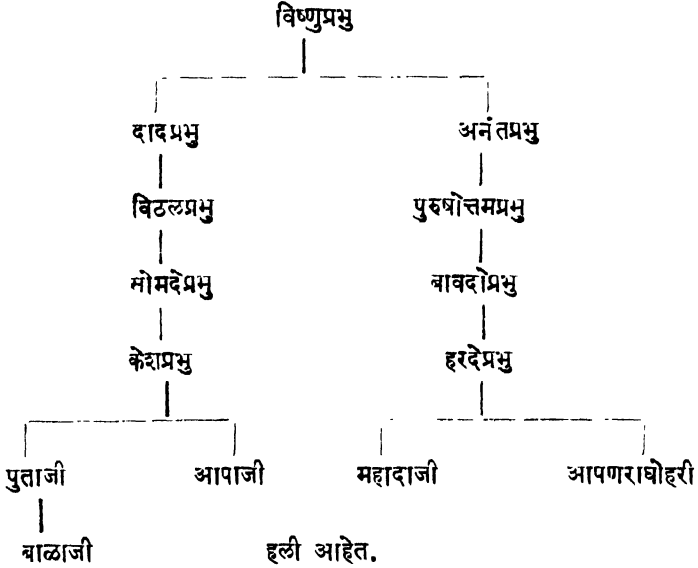 विष्णुप्रभु
दादप्रभु अनंतप्रभु
विठलप्रभु पुरुषोत्तमप्रभु
सोमदेप्रभु बावदोप्रभु
केशप्रभु हरदेप्रभु
पुताजी आपाजी महादाजी आपणराघोहरी
बाळाजी हली आहेत.